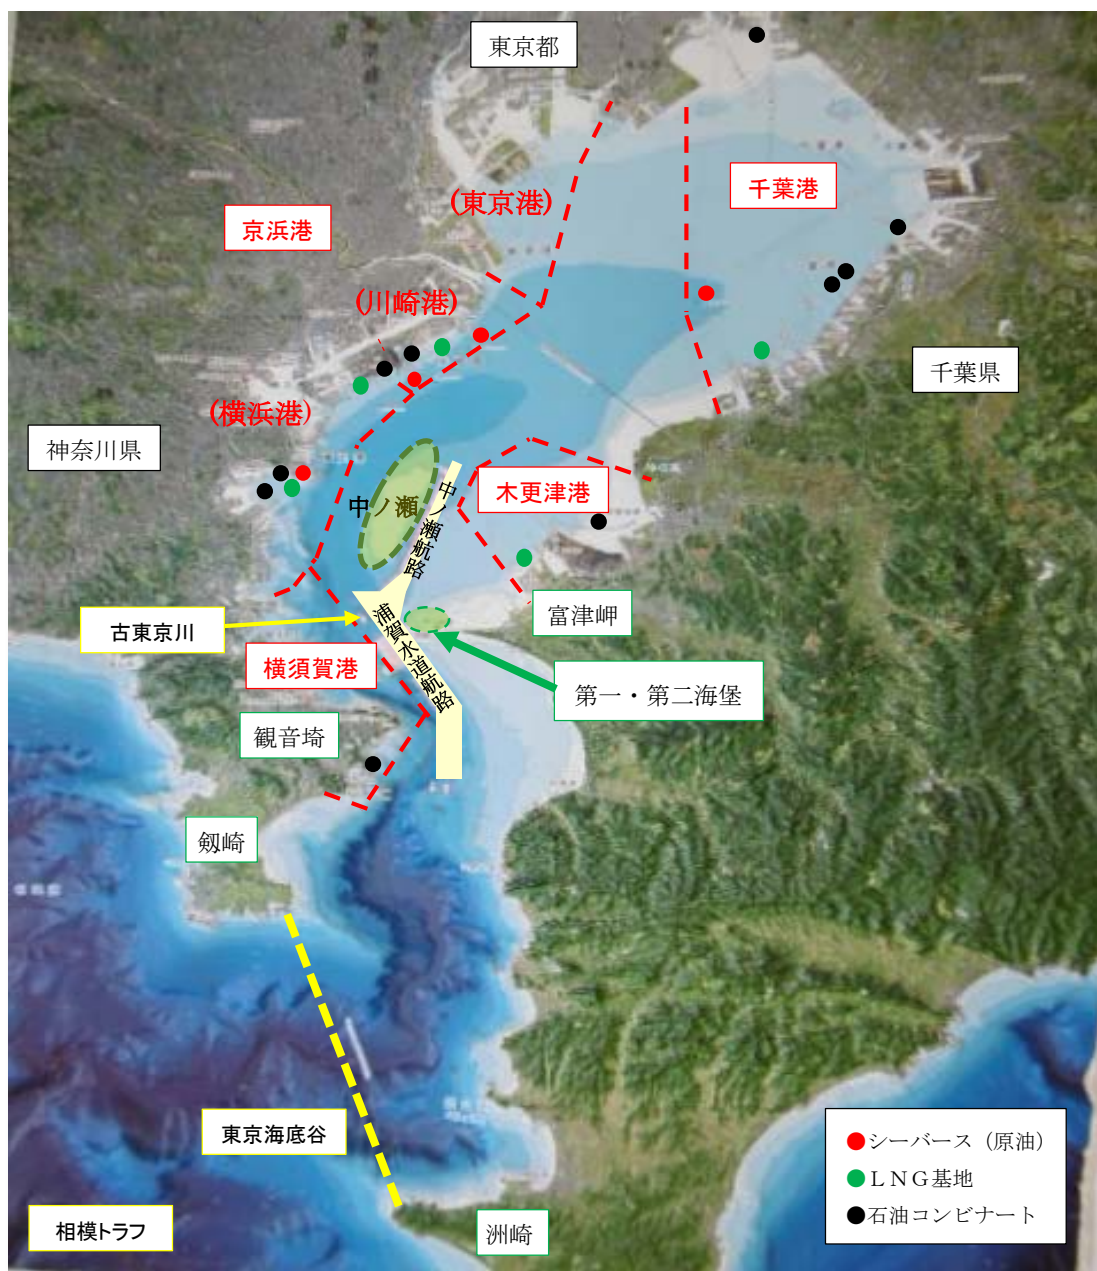 東京都
千葉港
(東京港)
京浜港
(川崎港)
千葉県
(横浜港)
神奈川県
中ノ瀬
中ノ瀬航路
木更津港
富津岬
古東京川
浦賀水道航路
横須賀港
第一・第二海堡
観音埼
剱崎
東京海底谷
相模トラフ
洲崎
●シーバース（原油）
●ＬＮＧ基地
●石油コンビナート